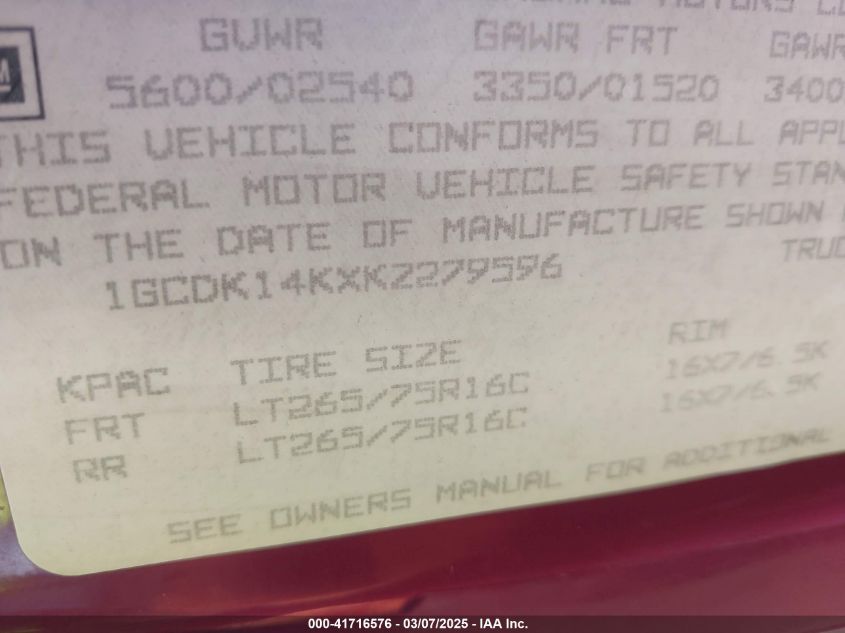 GVWR GAWR FRT GAWR
5600/02540 3350/01520 3400
THIS VEHICLE CONFORMS TO ALL APPL
FEDERAL MOTOR VEHICLE SAFETY STAN
ON THE DATE OF MANUFACTURE SHOWN
1GCDK14KXKZ279596 TRUC
KPAC TIRE SIZE RIM
FRT LT265/75R16C 16X7/6.5K
RR LT265/75R16C 16X7/6.5K
SEE OWNERS MANUAL FOR ADDITIONAL
000-41716576 - 03/07/2025 - IAA Inc.